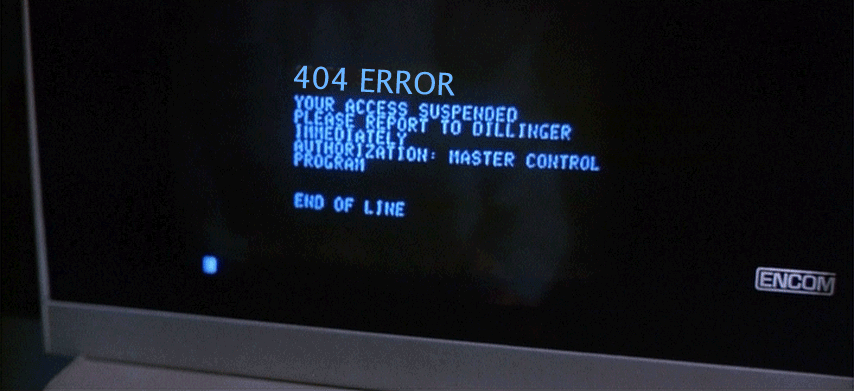 404 ERROR
YOUR ACCESS SUSPENDED
PLEASE REPORT TO DILLINGER
IMMEDIATELY
AUTHORIZATION: MASTER CONTROL
PROGRAM
END OF LINE
ENCOM